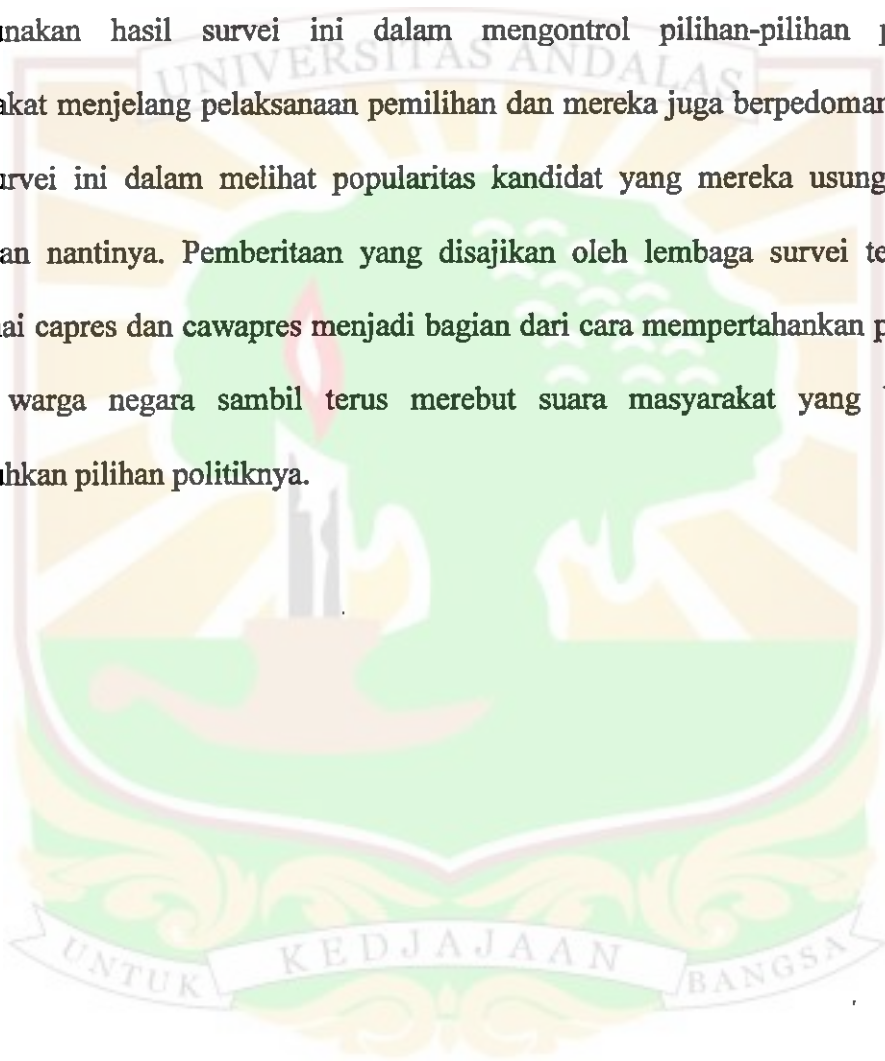 unakan hasil survei ini dalam mengontrol pilihan-pilihan p
UNIVERSITAS ANDALAS
akat menjelang pelaksanaan pemilihan dan mereka juga berpedoman
urvei ini dalam melihat popularitas kandidat yang mereka usung
an nantinya. Pemberitaan yang disajikan oleh lembaga survei te
nai capres dan cawapres menjadi bagian dari cara mempertahankan p
warga negara sambil terus merebut suara masyarakat yang
uhkan pilihan politiknya.
UNTUK KEDJAJAAN BANGSA